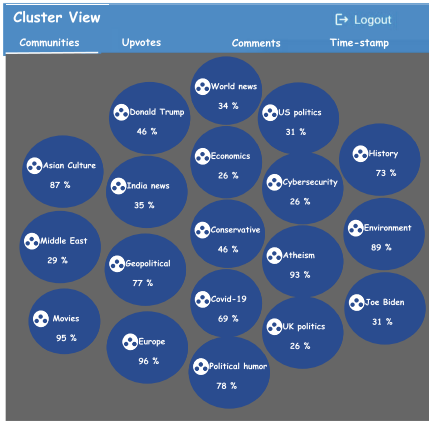 Cluster View
Logout
Communities
Upvotes
Comments
Time-stamp
World news
34 %
Donald Trump
46 %
US politics
31 %
Asian Culture
87 %
Economics
26 %
History
73 %
India news
35 %
Cybersecurity
26 %
Middle East
29 %
Conservative
46 %
Environment
89 %
Geopolitical
77 %
Atheism
93 %
Movies
95 %
Covid-19
69 %
Joe Biden
31 %
Europe
96 %
UK politics
26 %
Political humor
78 %